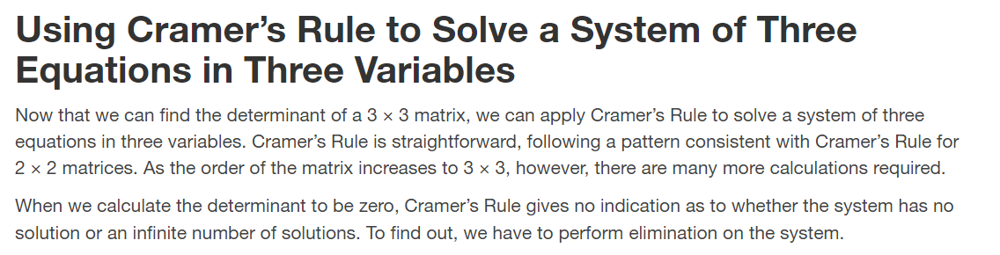 Using Cramer’s Rule to Solve a System of Three
Equations in Three Variables
Now that we can find the determinant of a 3 × 3 matrix, we can apply Cramer’s Rule to solve a system of three
equations in three variables. Cramer’s Rule is straightforward, following a pattern consistent with Cramer’s Rule for
2 × 2 matrices. As the order of the matrix increases to 3 × 3, however, there are many more calculations required.
When we calculate the determinant to be zero, Cramer’s Rule gives no indication as to whether the system has no
solution or an infinite number of solutions. To find out, we have to perform elimination on the system.